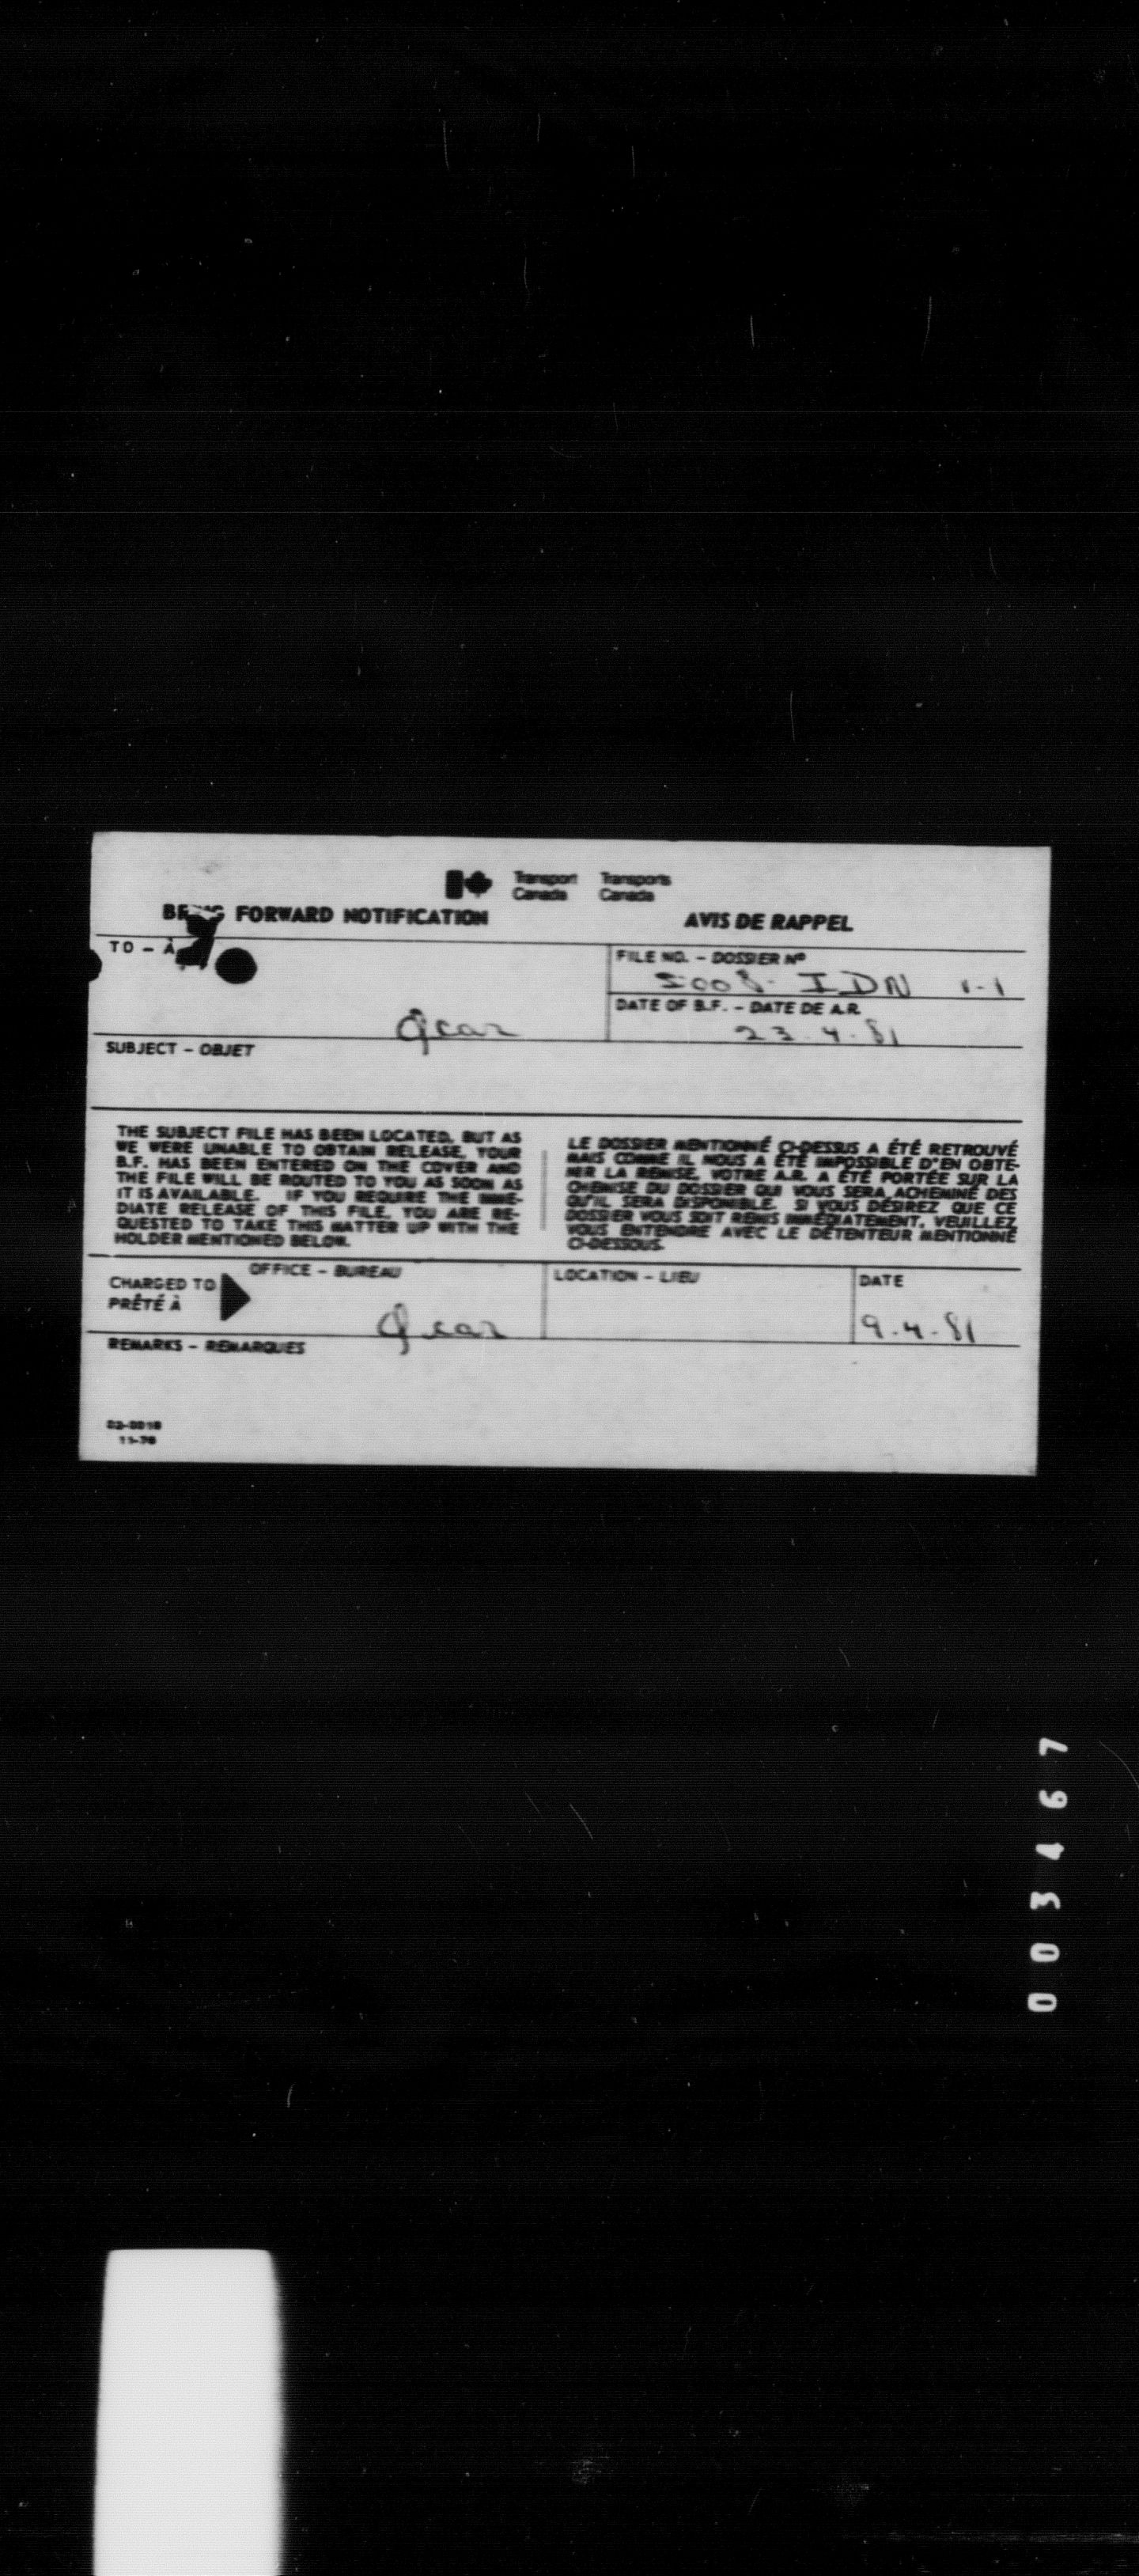 Transport Canada
Transports Canada
BRING FORWARD NOTIFICATION
AVIS DE RAPPEL
TO – À
FILE NO. – DOSSIER Nº
5008- IDN 1-1
DATE OF B.F. – DATE DE A.R.
23-4-81
SUBJECT – OBJET
THE SUBJECT FILE HAS BEEN LOCATED, BUT AS
WE WERE UNABLE TO OBTAIN RELEASE, YOUR
B.F. HAS BEEN ENTERED ON THE COVER AND
THE FILE WILL BE ROUTED TO YOU AS SOON AS
IT IS AVAILABLE. IF YOU REQUIRE THE IMME-
DIATE RELEASE OF THIS FILE, YOU ARE RE-
QUESTED TO TAKE THIS MATTER UP WITH THE
HOLDER MENTIONED BELOW.
LE DOSSIER MENTIONNÉ CI-DESSUS A ÉTÉ RETROUVÉ
MAIS COMME IL NOUS A ÉTÉ IMPOSSIBLE D'EN OBTE-
NIR LA REMISE, VOTRE A.R. A ÉTÉ PORTÉE SUR LA
CHEMISE DU DOSSIER QUI VOUS SERA ACHEMINÉ DES
QU'IL SERA DISPONIBLE. SI VOUS DÉSIREZ QUE CE
DOSSIER VOUS SOIT REMIS IMMÉDIATEMENT, VEUILLEZ
VOUS ENTENDRE AVEC LE DÉTENTEUR MENTIONNÉ
CI-DESSOUS.
CHARGED TO
PRÊTÉ À
OFFICE – BUREAU
LOCATION – LIEU
DATE
9-4-81
REMARKS – REMARQUES
02-0018
11-76
003467